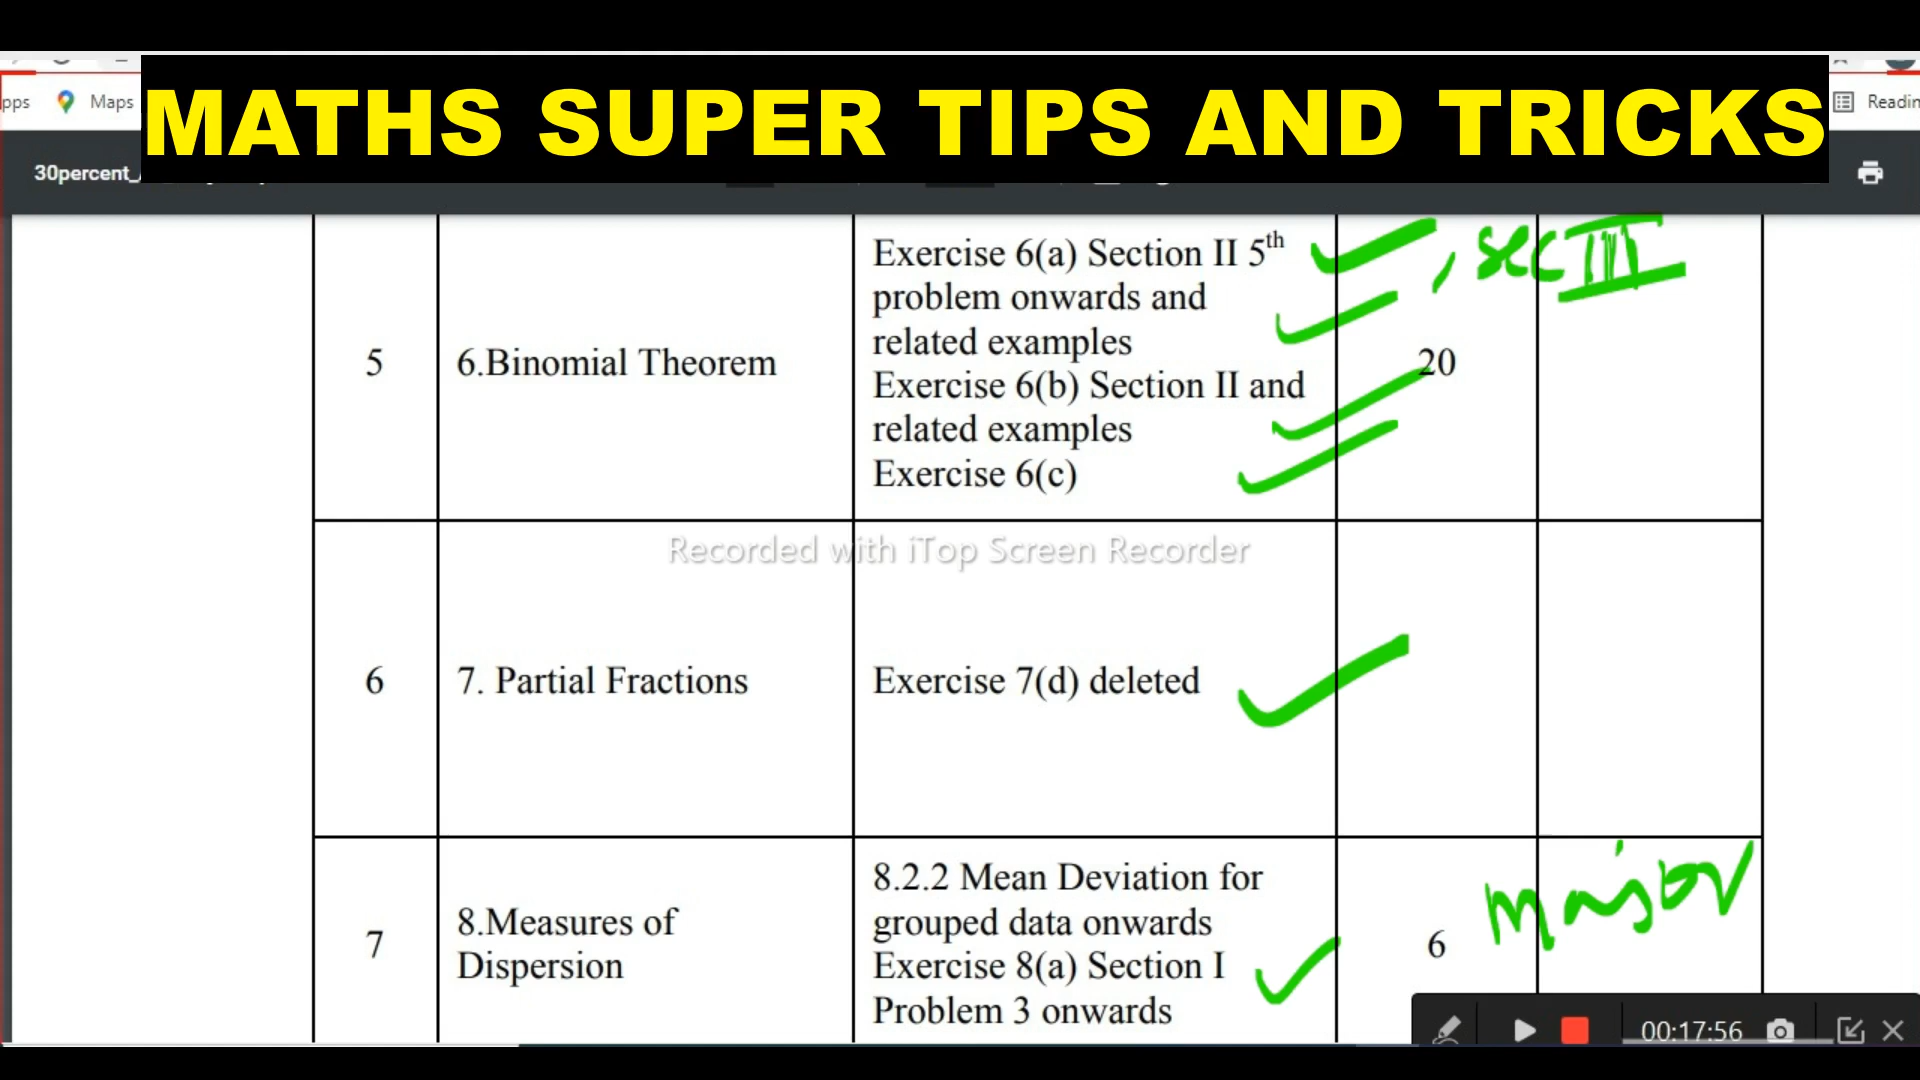 MATHS SUPER TIPS AND TRICKS
pps Maps
Readin
30percent_
Exercise 6(a) Section II 5th
problem onwards and
related examples
Exercise 6(b) Section II and
related examples
Exercise 6(c)
5
6.Binomial Theorem
20
, sec III
Recorded with iTop Screen Recorder
6
7. Partial Fractions
Exercise 7(d) deleted
7
8.Measures of
Dispersion
8.2.2 Mean Deviation for
grouped data onwards
Exercise 8(a) Section I
Problem 3 onwards
6
major
00:17:56